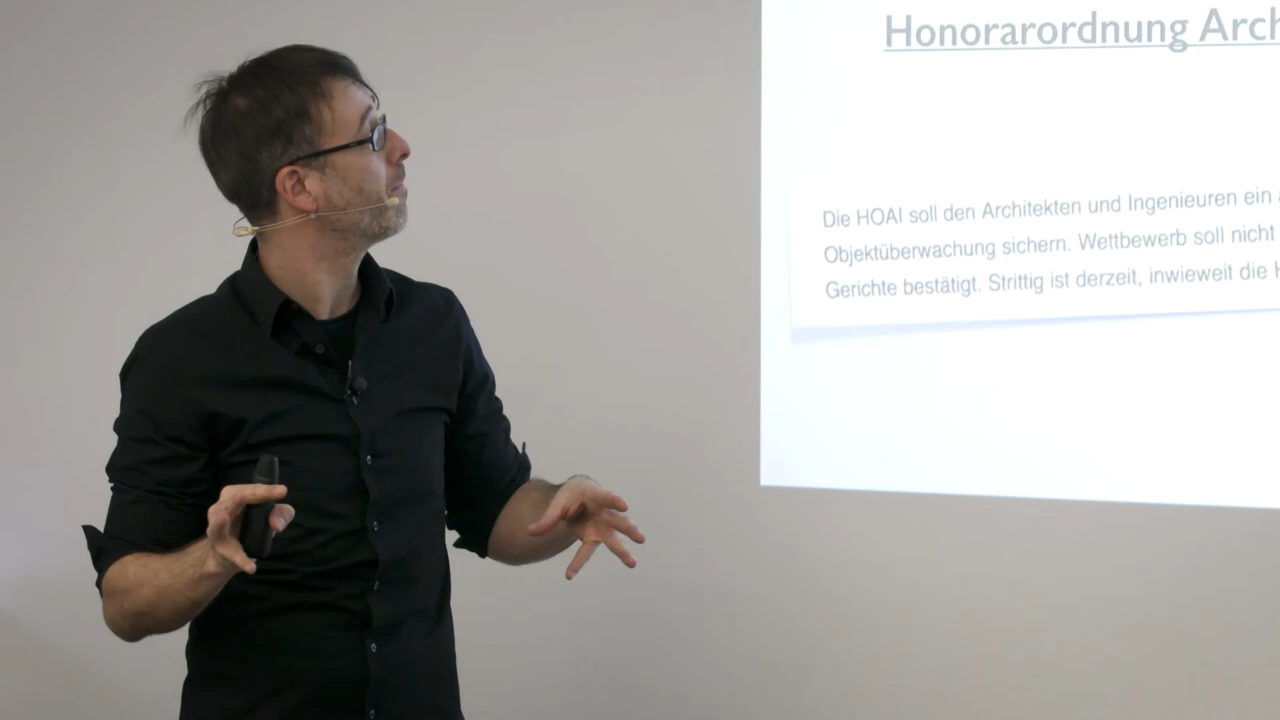 Honorarordnung Arch
Die HOAI soll den Architekten und Ingenieuren ein
Objektüberwachung sichern. Wettbewerb soll nicht
Gerichte bestätigt. Strittig ist derzeit, inwieweit die